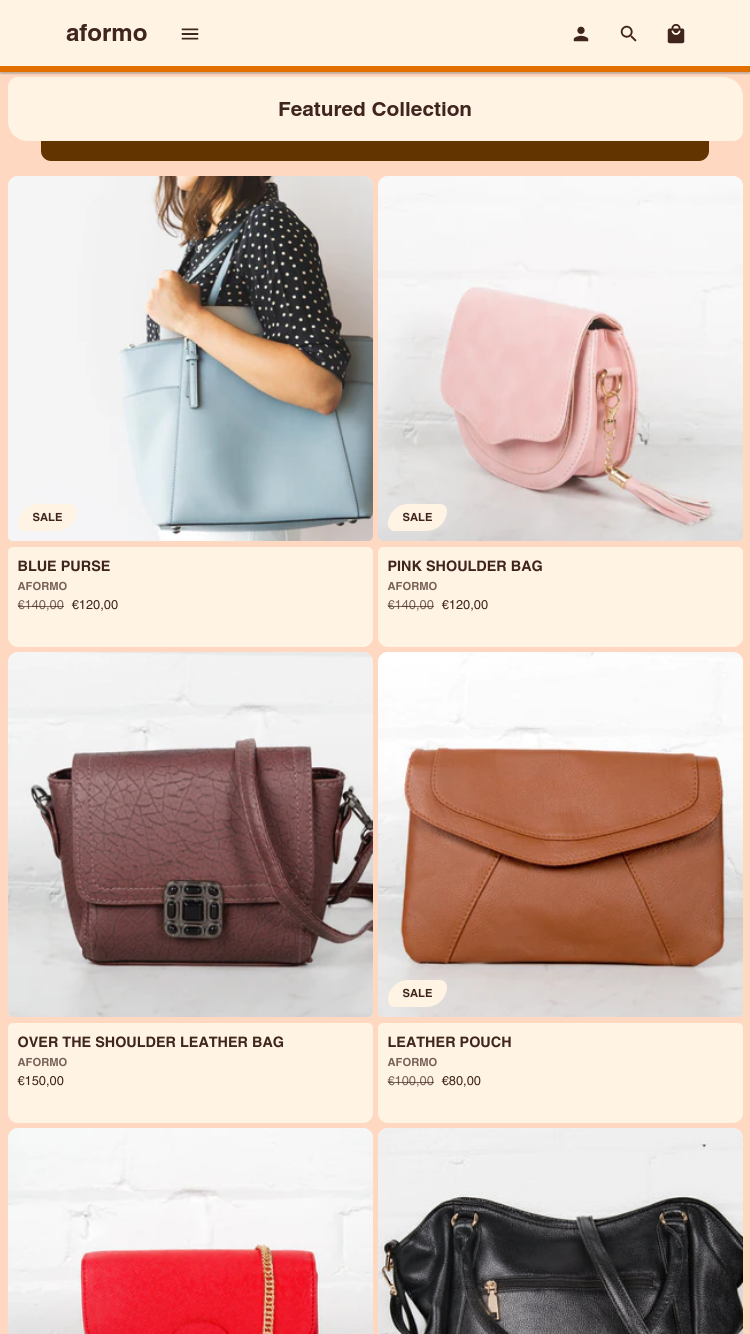 aformo
Featured Collection
SALE
BLUE PURSE
AFORMO
€140,00 €120,00
SALE
PINK SHOULDER BAG
AFORMO
€140,00 €120,00
OVER THE SHOULDER LEATHER BAG
AFORMO
€150,00
SALE
LEATHER POUCH
AFORMO
€100,00 €80,00